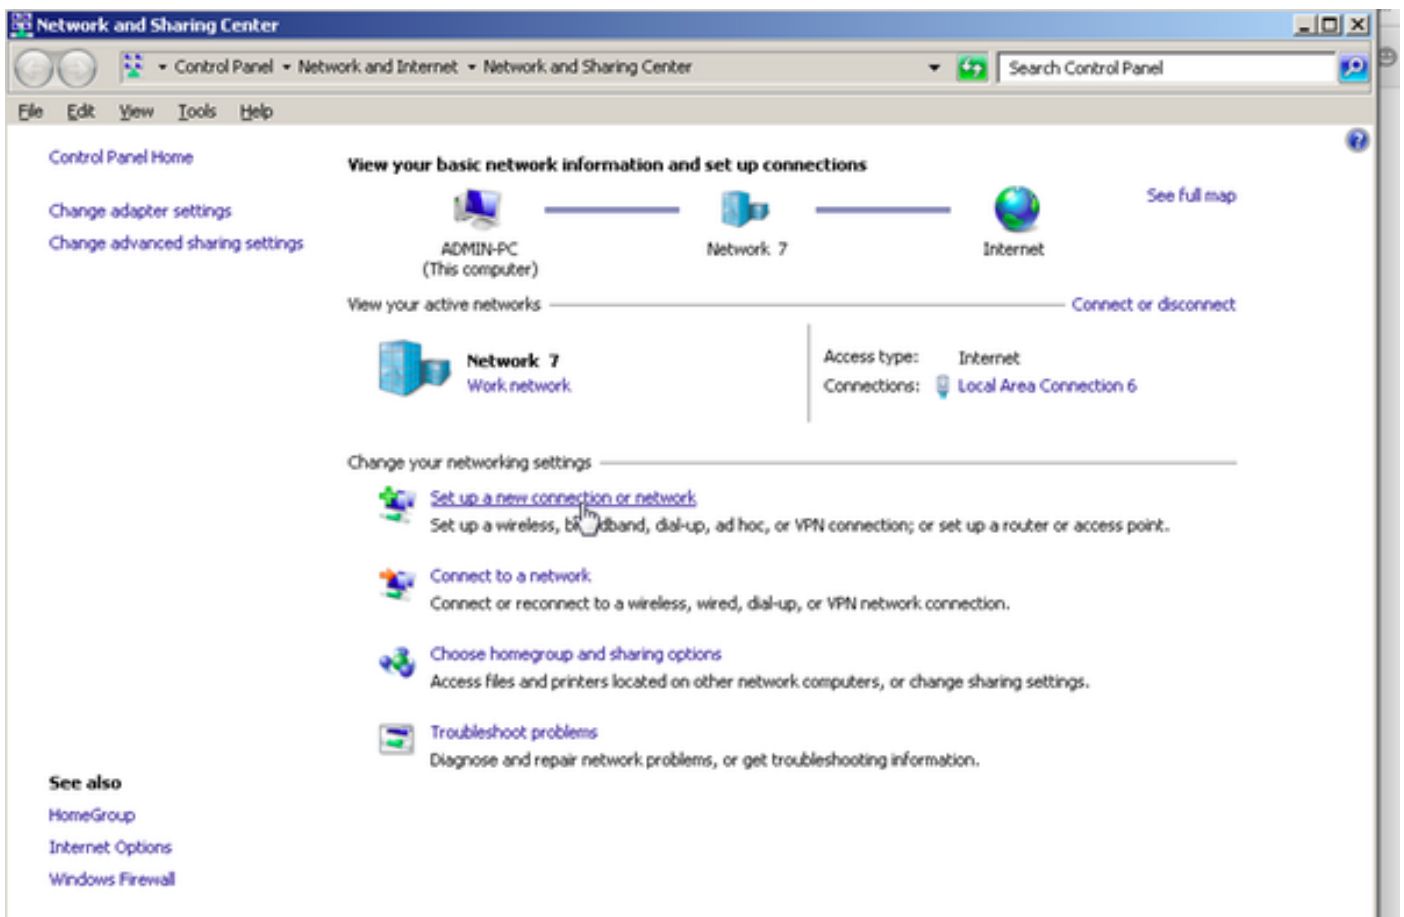 Network and Sharing Center
Control Panel Network and Internet Network and Sharing Center
Search Control Panel
File Edit View Tools Help
Control Panel Home
Change adapter settings
Change advanced sharing settings
View your basic network information and set up connections
See full map
ADMIN-PC
(This computer)
Network 7
Internet
View your active networks
Connect or disconnect
Network 7
Work network
Access type: Internet
Connections: Local Area Connection 6
Change your networking settings
Set up a new connection or network
Set up a wireless, broadband, dial-up, ad hoc, or VPN connection; or set up a router or access point.
Connect to a network
Connect or reconnect to a wireless, wired, dial-up, or VPN network connection.
Choose homegroup and sharing options
Access files and printers located on other network computers, or change sharing settings.
Troubleshoot problems
Diagnose and repair network problems, or get troubleshooting information.
See also
HomeGroup
Internet Options
Windows Firewall